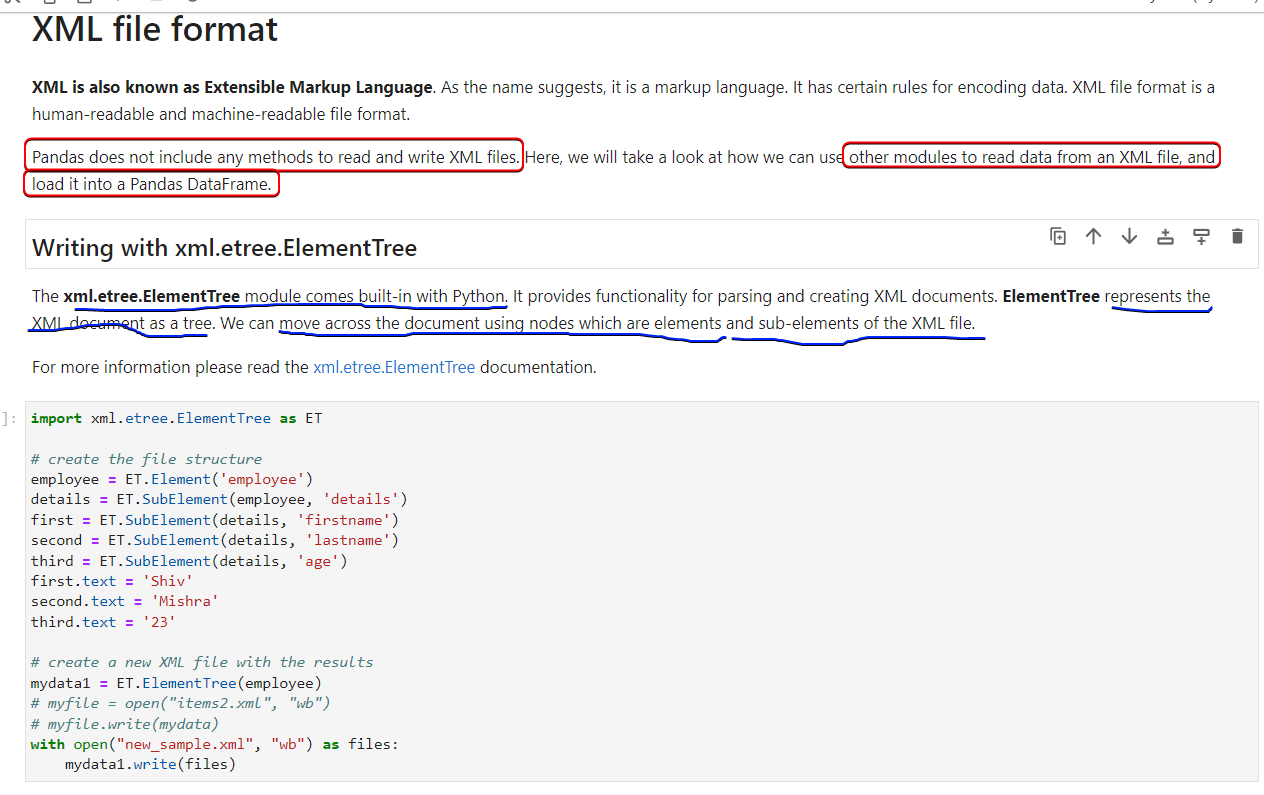 XML file format
XML is also known as Extensible Markup Language. As the name suggests, it is a markup language. It has certain rules for encoding data. XML file format is a
human-readable and machine-readable file format.
Pandas does not include any methods to read and write XML files. Here, we will take a look at how we can use other modules to read data from an XML file, and
load it into a Pandas DataFrame.
Writing with xml.etree.ElementTree
The xml.etree.ElementTree module comes built-in with Python. It provides functionality for parsing and creating XML documents. ElementTree represents the
XML document as a tree. We can move across the document using nodes which are elements and sub-elements of the XML file.
For more information please read the xml.etree.ElementTree documentation.
]:
import xml.etree.ElementTree as ET
# create the file structure
employee = ET.Element('employee')
details = ET.SubElement(employee, 'details')
first = ET.SubElement(details, 'firstname')
second = ET.SubElement(details, 'lastname')
third = ET.SubElement(details, 'age')
first.text = 'Shiv'
second.text = 'Mishra'
third.text = '23'
# create a new XML file with the results
mydata1 = ET.ElementTree(employee)
# myfile = open("items2.xml", "wb")
# myfile.write(mydata)
with open("new_sample.xml", "wb") as files:
    mydata1.write(files)